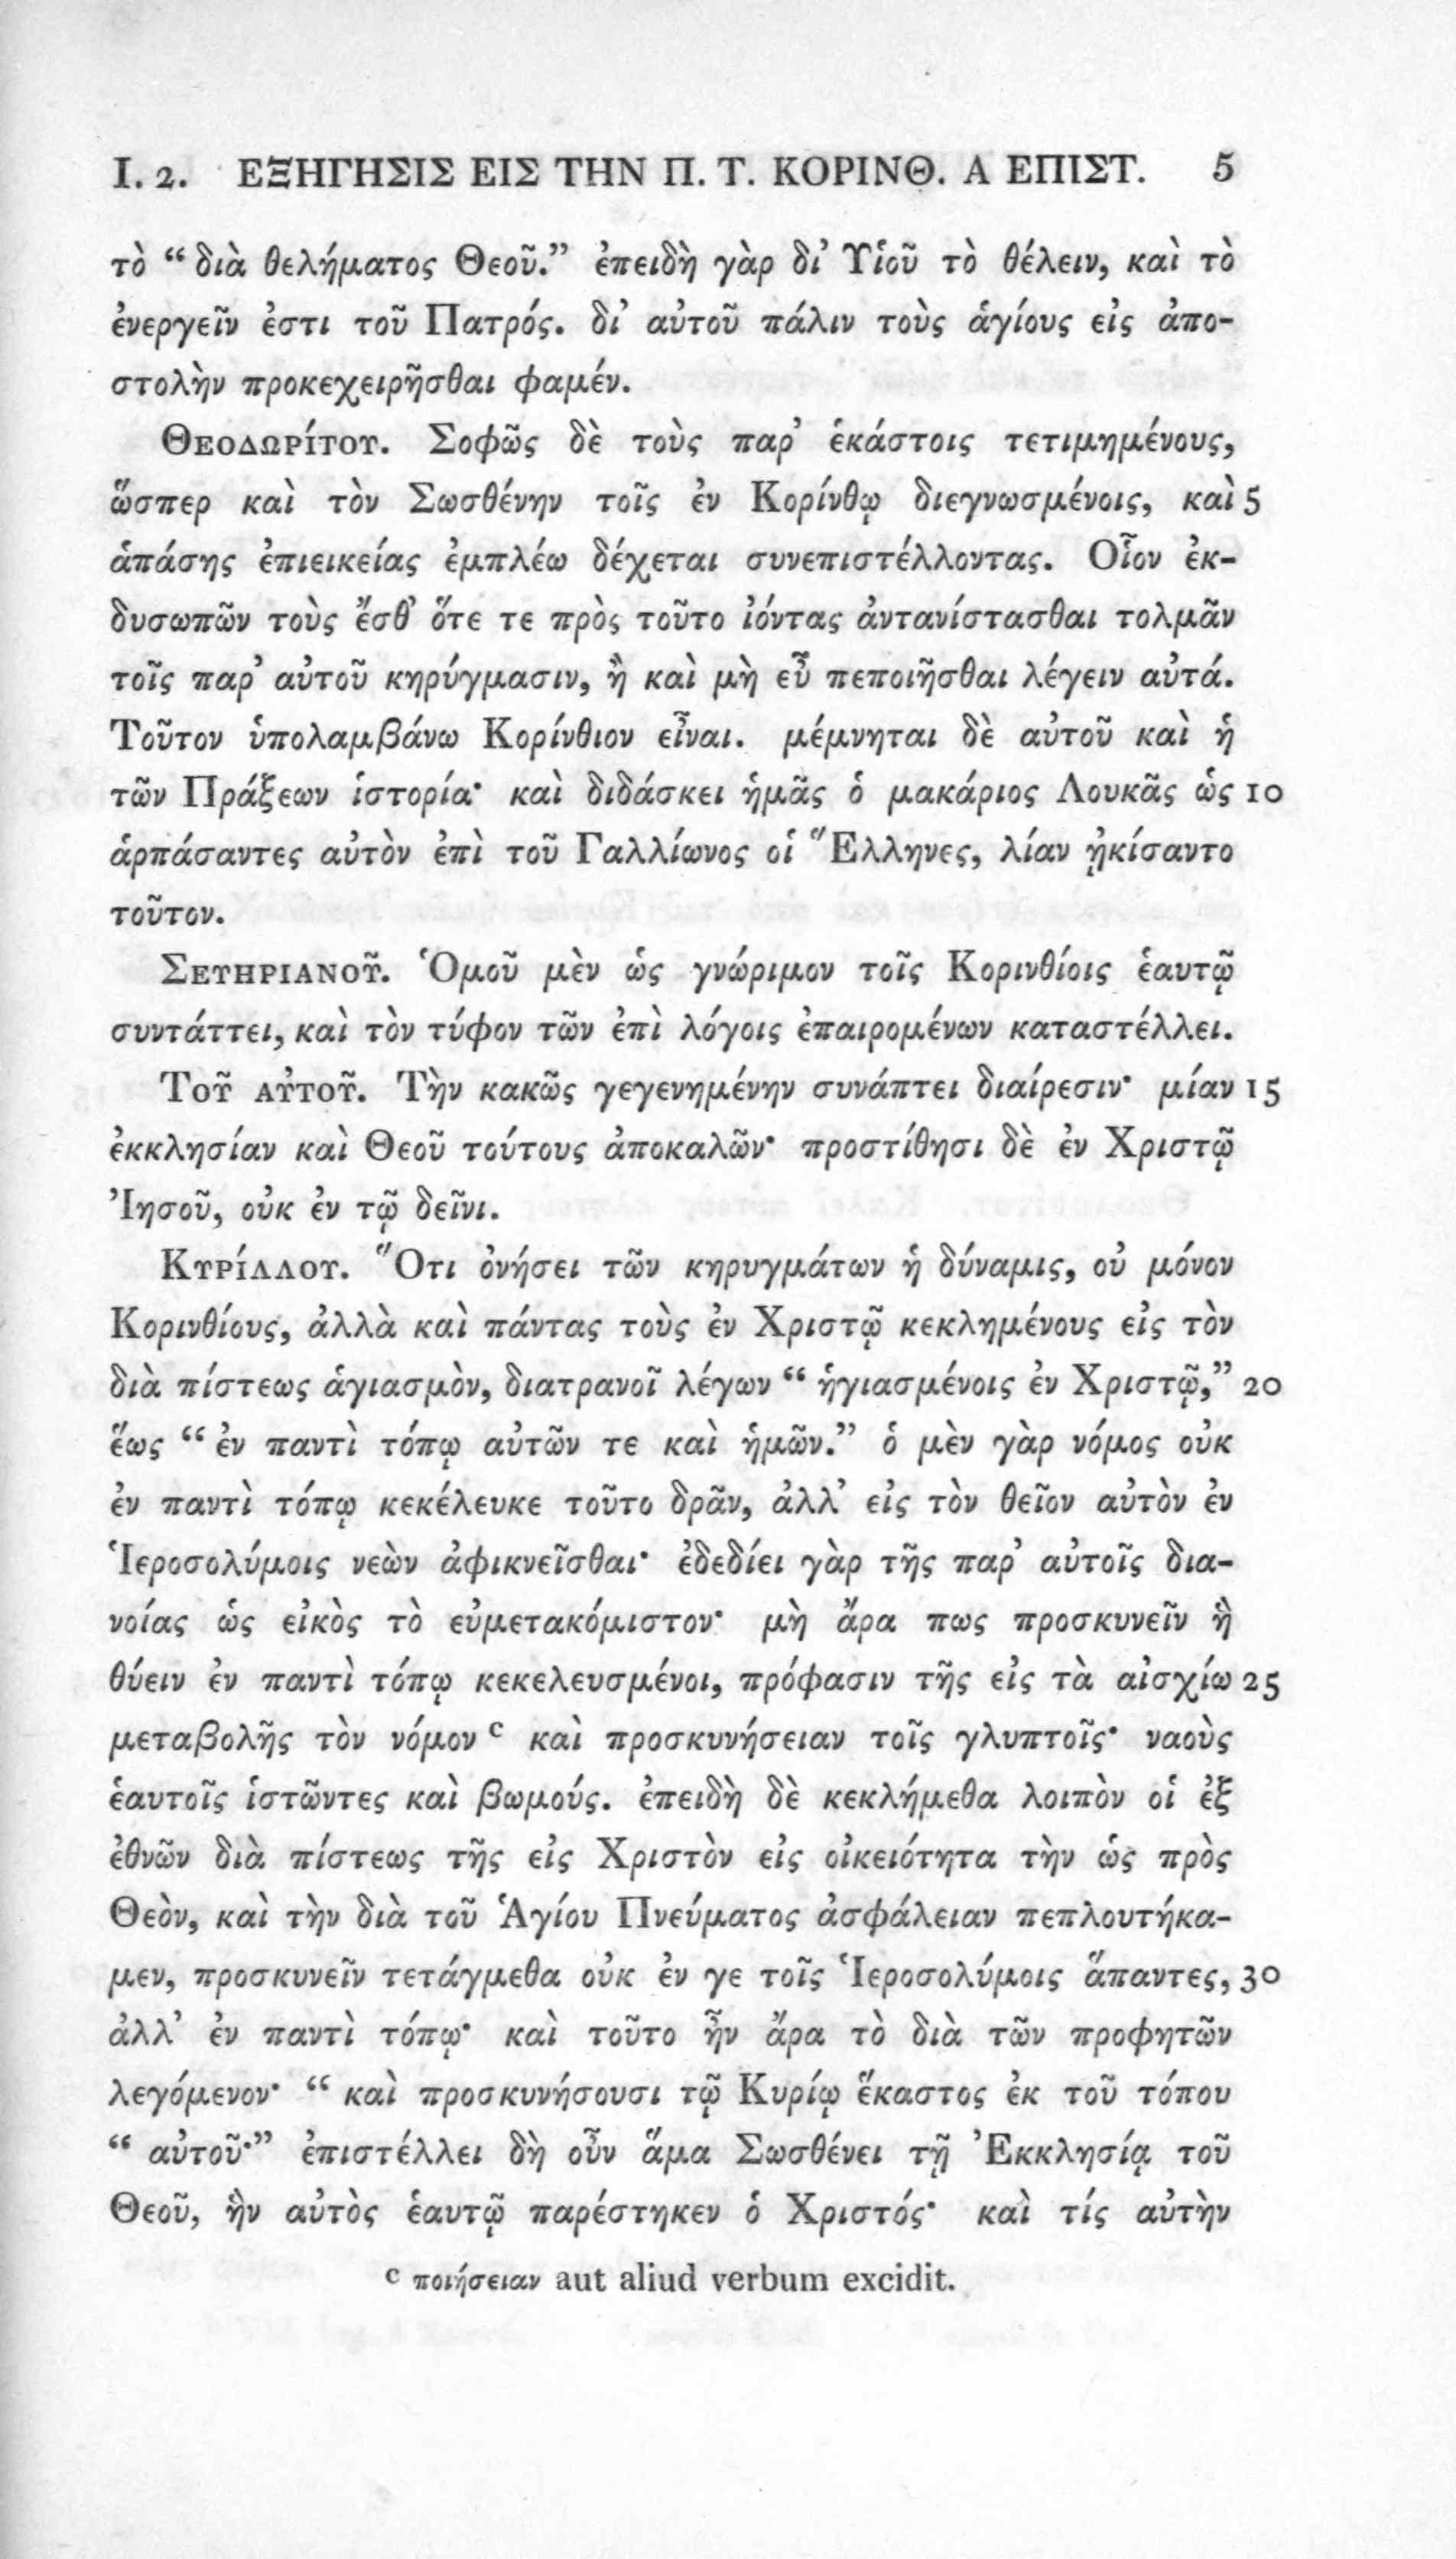 I. 2. ΕΞΗΓΗΣΙΣ ΕΙΣ ΤΗΝ Π. Τ. ΚΟΡΙΝΘ. Α ΕΠΙΣΤ. 5
τὸ “ διὰ θελήματος Θεοῦ.” ἐπειδὴ γὰρ δι’ Υἱοῦ τὸ θέλειν, καὶ τὸ
ἐνεργεῖν ἐστι τοῦ Πατρός. δι’ αὐτοῦ πάλιν τοὺς ἁγίους εἰς ἀπο-
στολὴν προκεχειρῆσθαι φαμέν.
Θεοδωρίτου. Σοφῶς δὲ τοὺς παρ’ ἑκάστοις τετιμημένους,
ὥσπερ καὶ τὸν Σωσθένην τοῖς ἐν Κορίνθῳ διεγνωσμένοις, καὶ 5
ἁπάσης ἐπιεικείας ἐμπλέω δέχεται συνεπιστέλλοντας. Οἷον ἐκ-
δυσωπῶν τοὺς ἔσθ’ ὅτε τε πρὸς τοῦτο ἰόντας ἀντανίστασθαι τολμᾶν
τοῖς παρ’ αὐτοῦ κηρύγμασιν, ἢ καὶ μὴ εὖ πεποιῆσθαι λέγειν αὐτά.
Τοῦτον ὑπολαμβάνω Κορίνθιον εἶναι. μέμνηται δὲ αὐτοῦ καὶ ἡ
τῶν Πράξεων ἱστορία· καὶ διδάσκει ἡμᾶς ὁ μακάριος Λουκᾶς ὡς 10
ἁρπάσαντες αὐτὸν ἐπὶ τοῦ Γαλλίωνος οἱ Ἕλληνες, λίαν ᾐκίσαντο
τοῦτον.
Σευηριανοῦ. Ὁμοῦ μὲν ὡς γνώριμον τοῖς Κορινθίοις ἑαυτῷ
συντάττει, καὶ τὸν τύφον τῶν ἐπὶ λόγοις ἐπαιρομένων καταστέλλει.
Τοῦ αὐτοῦ. Τὴν κακῶς γεγενημένην συνάπτει διαίρεσιν· μίαν 15
ἐκκλησίαν καὶ Θεοῦ τούτους ἀποκαλῶν· προστίθησι δὲ ἐν Χριστῷ
Ἰησοῦ, οὐκ ἐν τῷ δεῖνι.
Κυρίλλου. Ὅτι ὀνήσει τῶν κηρυγμάτων ἡ δύναμις, οὐ μόνον
Κορινθίους, ἀλλὰ καὶ πάντας τοὺς ἐν Χριστῷ κεκλημένους εἰς τὸν
διὰ πίστεως ἁγιασμὸν, διατρανοῖ λέγων “ ἡγιασμένοις ἐν Χριστῷ,” 20
ἕως “ ἐν παντὶ τόπῳ αὐτῶν τε καὶ ἡμῶν.” ὁ μὲν γὰρ νόμος οὐκ
ἐν παντὶ τόπῳ κεκέλευκε τοῦτο δρᾶν, ἀλλ’ εἰς τὸν θεῖον αὐτὸν ἐν
Ἱεροσολύμοις νεὼν ἀφικνεῖσθαι· ἐδεδίει γὰρ τῆς παρ’ αὐτοῖς δια-
νοίας ὡς εἰκὸς τὸ εὐμετακόμιστον· μὴ ἄρα πως προσκυνεῖν ἢ
θύειν ἐν παντὶ τόπῳ κεκελευσμένοι, πρόφασιν τῆς εἰς τὰ αἰσχίω 25
μεταβολῆς τὸν νόμον c καὶ προσκυνήσειαν τοῖς γλυπτοῖς· ναοὺς
ἑαυτοῖς ἱστῶντες καὶ βωμούς. ἐπειδὴ δὲ κεκλήμεθα λοιπὸν οἱ ἐξ
ἐθνῶν διὰ πίστεως τῆς εἰς Χριστὸν εἰς οἰκειότητα τὴν ὡς πρὸς
Θεὸν, καὶ τὴν διὰ τοῦ Ἁγίου Πνεύματος ἀσφάλειαν πεπλουτήκα-
μεν, προσκυνεῖν τετάγμεθα οὐκ ἐν γε τοῖς Ἱεροσολύμοις ἅπαντες, 30
ἀλλ’ ἐν παντὶ τόπῳ· καὶ τοῦτο ἦν ἄρα τὸ διὰ τῶν προφητῶν
λεγόμενον· “ καὶ προσκυνήσουσι τῷ Κυρίῳ ἕκαστος ἐκ τοῦ τόπου
“ αὐτοῦ·” ἐπιστέλλει δὴ οὖν ἅμα Σωσθένει τῇ Ἐκκλησίᾳ τοῦ
Θεοῦ, ἣν αὐτὸς ἑαυτῷ παρέστηκεν ὁ Χριστός· καὶ τίς αὐτὴν
c ποιήσειαν aut aliud verbum excidit.